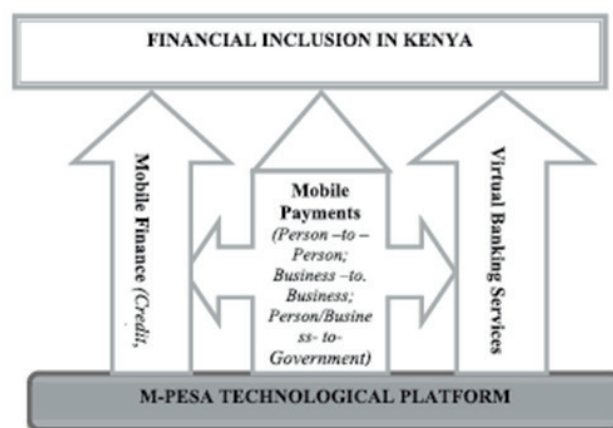 FINANCIAL INCLUSION IN KENYA
Mobile Finance (Credit,
Mobile
Payments
(Person –to –
Person;
Business –to.
Business;
Person/Busine
ss- to-
Government)
Virtual Banking Services
M-PESA TECHNOLOGICAL PLATFORM